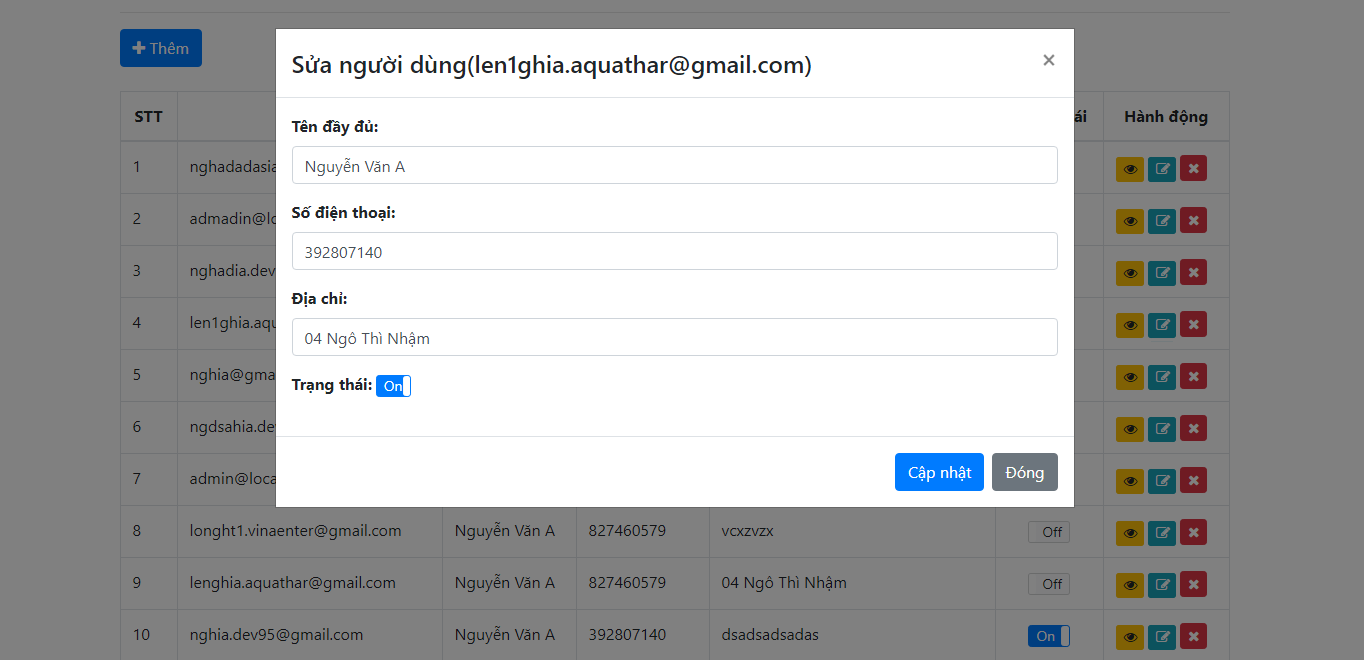 Thêm
Sửa người dùng(len1ghia.aquathar@gmail.com)
×
Tên đầy đủ:
Nguyễn Văn A
Số điện thoại:
392807140
Địa chỉ:
04 Ngô Thì Nhậm
Trạng thái: On
Cập nhật Đóng
STT ái Hành động
1 nghadadasia
2 admadin@lo
3 nghadia.dev
4 len1ghia.aqu
5 nghia@gma
6 ngdsahia.de
7 admin@loca
8 longht1.vinaenter@gmail.com Nguyễn Văn A 827460579 vcxzvzx Off
9 lenghia.aquathar@gmail.com Nguyễn Văn A 827460579 04 Ngô Thì Nhậm Off
10 nghia.dev95@gmail.com Nguyễn Văn A 392807140 dsadsadsadas On